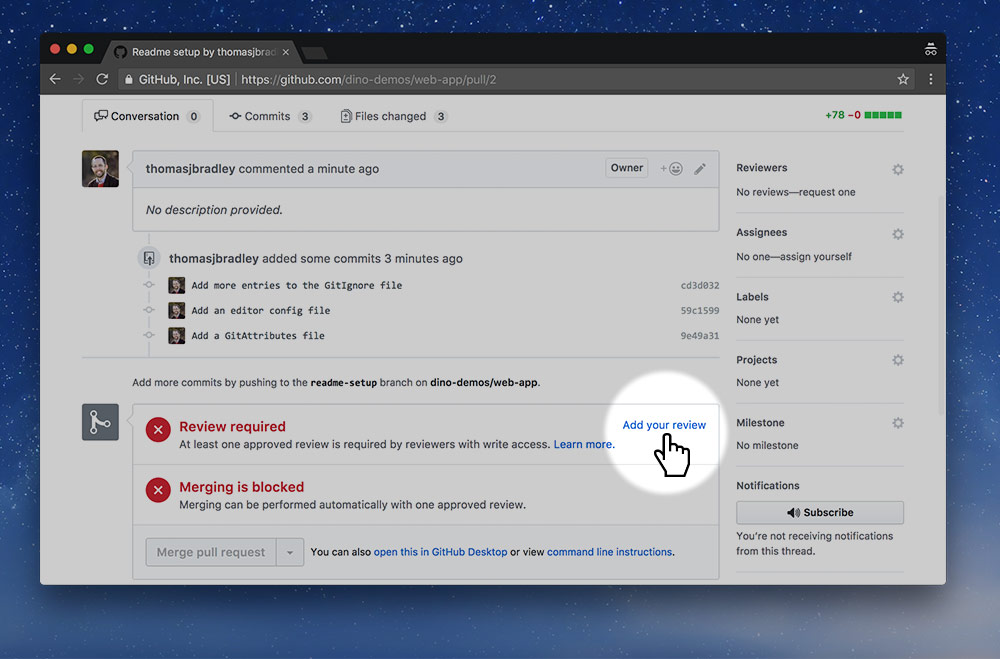 Readme setup by thomasjbrad
GitHub, Inc. [US] https://github.com/dino-demos/web-app/pull/2
Conversation 0 Commits 3 Files changed 3 +78 −0
thomasjbradley commented a minute ago Owner
No description provided.
thomasjbradley added some commits 3 minutes ago
Add more entries to the GitIgnore file cd3d032
Add an editor config file 59c1599
Add a GitAttributes file 9e49a31
Add more commits by pushing to the readme-setup branch on dino-demos/web-app.
Review required
At least one approved review is required by reviewers with write access. Learn more.
Add your review
Merging is blocked
Merging can be performed automatically with one approved review.
Merge pull request You can also open this in GitHub Desktop or view command line instructions.
Reviewers
No reviews—request one
Assignees
No one—assign yourself
Labels
None yet
Projects
None yet
Milestone
No milestone
Notifications
Subscribe
You’re not receiving notifications
from this thread.